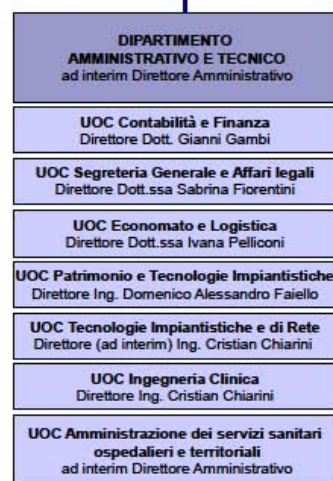 DIPARTIMENTO
AMMINISTRATIVO E TECNICO
ad interim Direttore Amministrativo
UOC Contabilità e Finanza
Direttore Dott. Gianni Gambi
UOC Segreteria Generale e Affari legali
Direttore Dott.ssa Sabrina Fiorentini
UOC Economato e Logistica
Direttore Dott.ssa Ivana Pelliconi
UOC Patrimonio e Tecnologie Impiantistiche
Direttore Ing. Domenico Alessandro Faiello
UOC Tecnologie Impiantistiche e di Rete
Direttore (ad interim) Ing. Cristian Chiarini
UOC Ingegneria Clinica
Direttore Ing. Cristian Chiarini
UOC Amministrazione dei servizi sanitari
ospedalieri e territoriali
ad interim Direttore Amministrativo